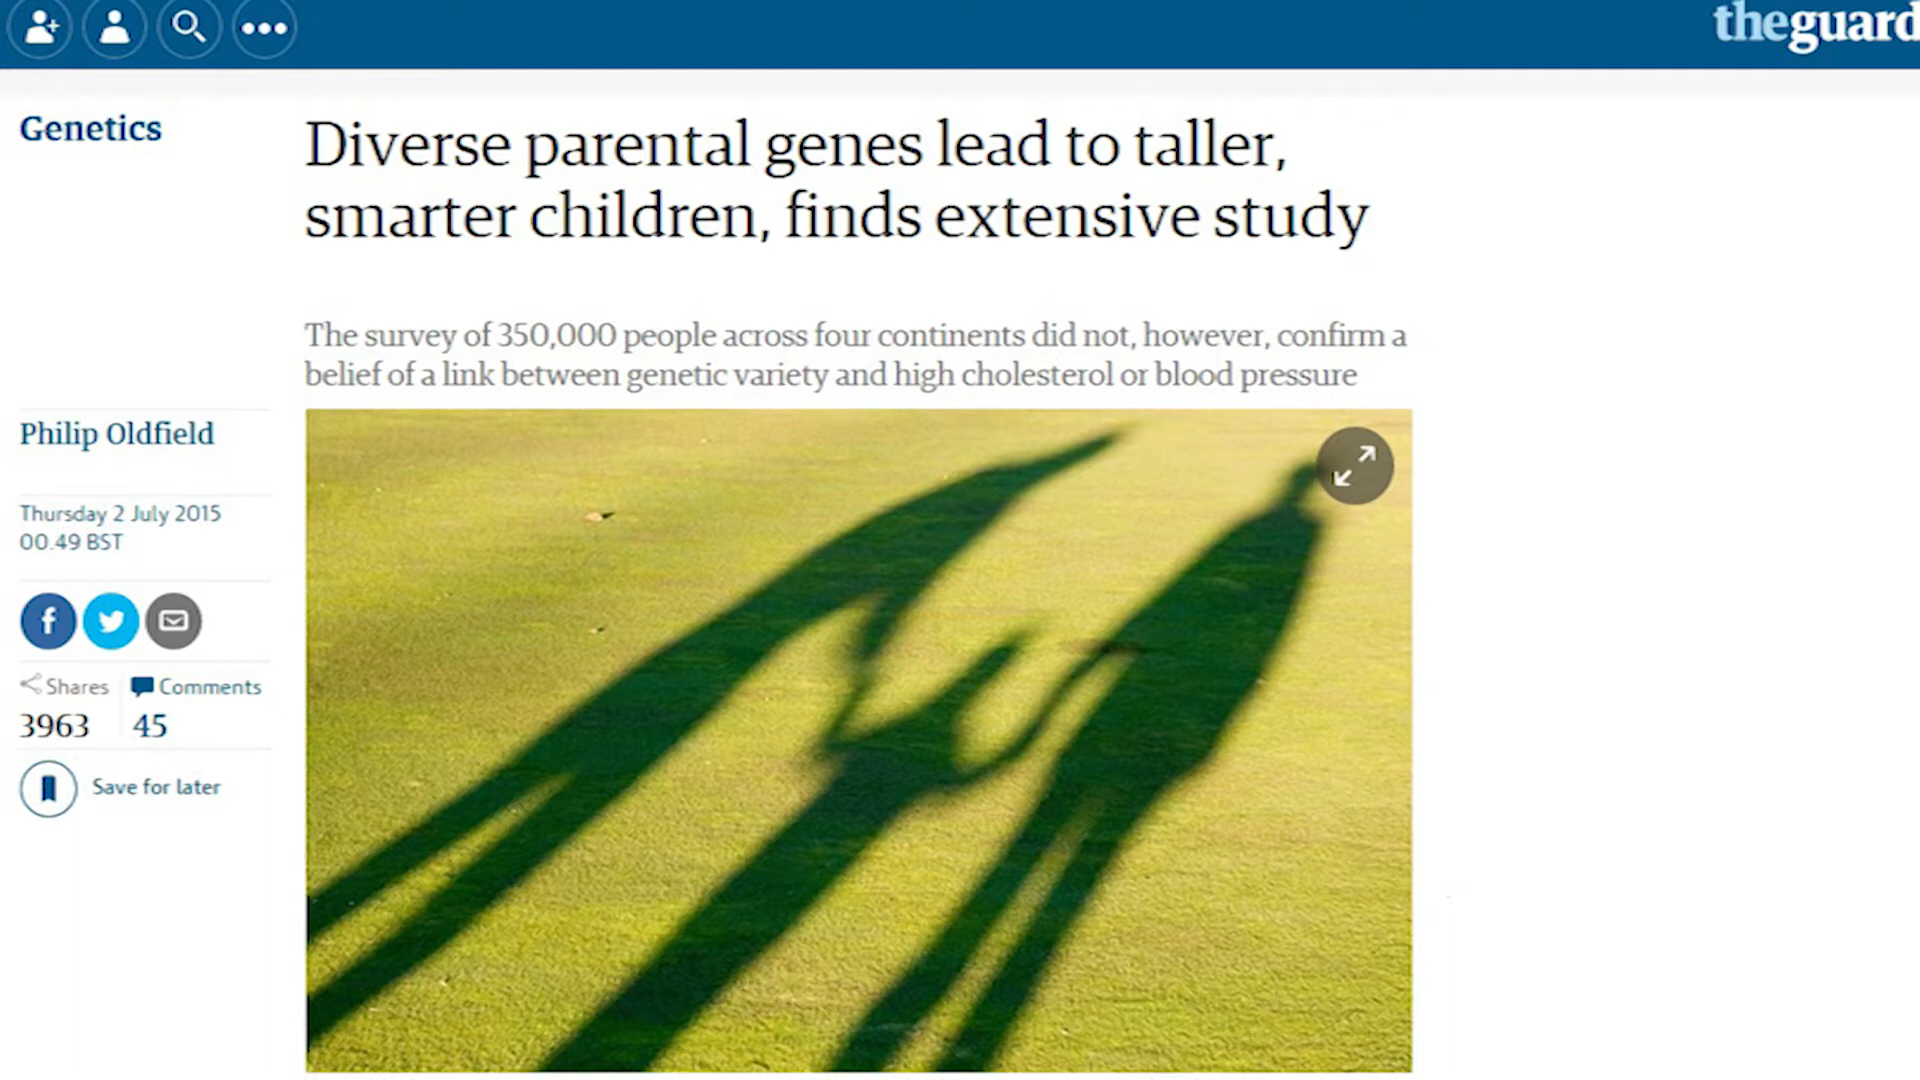 theguard
Genetics
Diverse parental genes lead to taller,
smarter children, finds extensive study
The survey of 350,000 people across four continents did not, however, confirm a
belief of a link between genetic variety and high cholesterol or blood pressure
Philip Oldfield
Thursday 2 July 2015
00.49 BST
Shares
3963
Comments
45
Save for later